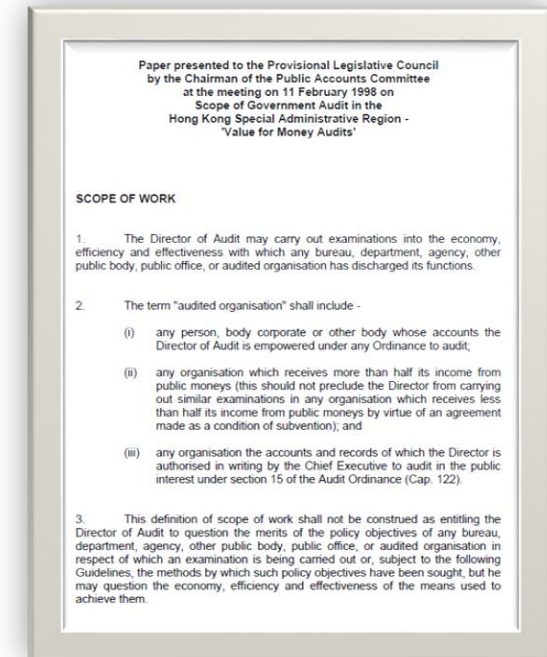 Paper presented to the Provisional Legislative Council
by the Chairman of the Public Accounts Committee
at the meeting on 11 February 1998 on
Scope of Government Audit in the
Hong Kong Special Administrative Region -
'Value for Money Audits'
SCOPE OF WORK
1. The Director of Audit may carry out examinations into the economy,
efficiency and effectiveness with which any bureau, department, agency, other
public body, public office, or audited organisation has discharged its functions.
2. The term "audited organisation" shall include -
(i) any person, body corporate or other body whose accounts the
Director of Audit is empowered under any Ordinance to audit;
(ii) any organisation which receives more than half its income from
public moneys (this should not preclude the Director from carrying
out similar examinations in any organisation which receives less
than half its income from public moneys by virtue of an agreement
made as a condition of subvention); and
(iii) any organisation the accounts and records of which the Director is
authorised in writing by the Chief Executive to audit in the public
interest under section 15 of the Audit Ordinance (Cap. 122).
3. This definition of scope of work shall not be construed as entitling the
Director of Audit to question the merits of the policy objectives of any bureau,
department, agency, other public body, public office, or audited organisation in
respect of which an examination is being carried out or, subject to the following
Guidelines, the methods by which such policy objectives have been sought, but he
may question the economy, efficiency and effectiveness of the means used to
achieve them.